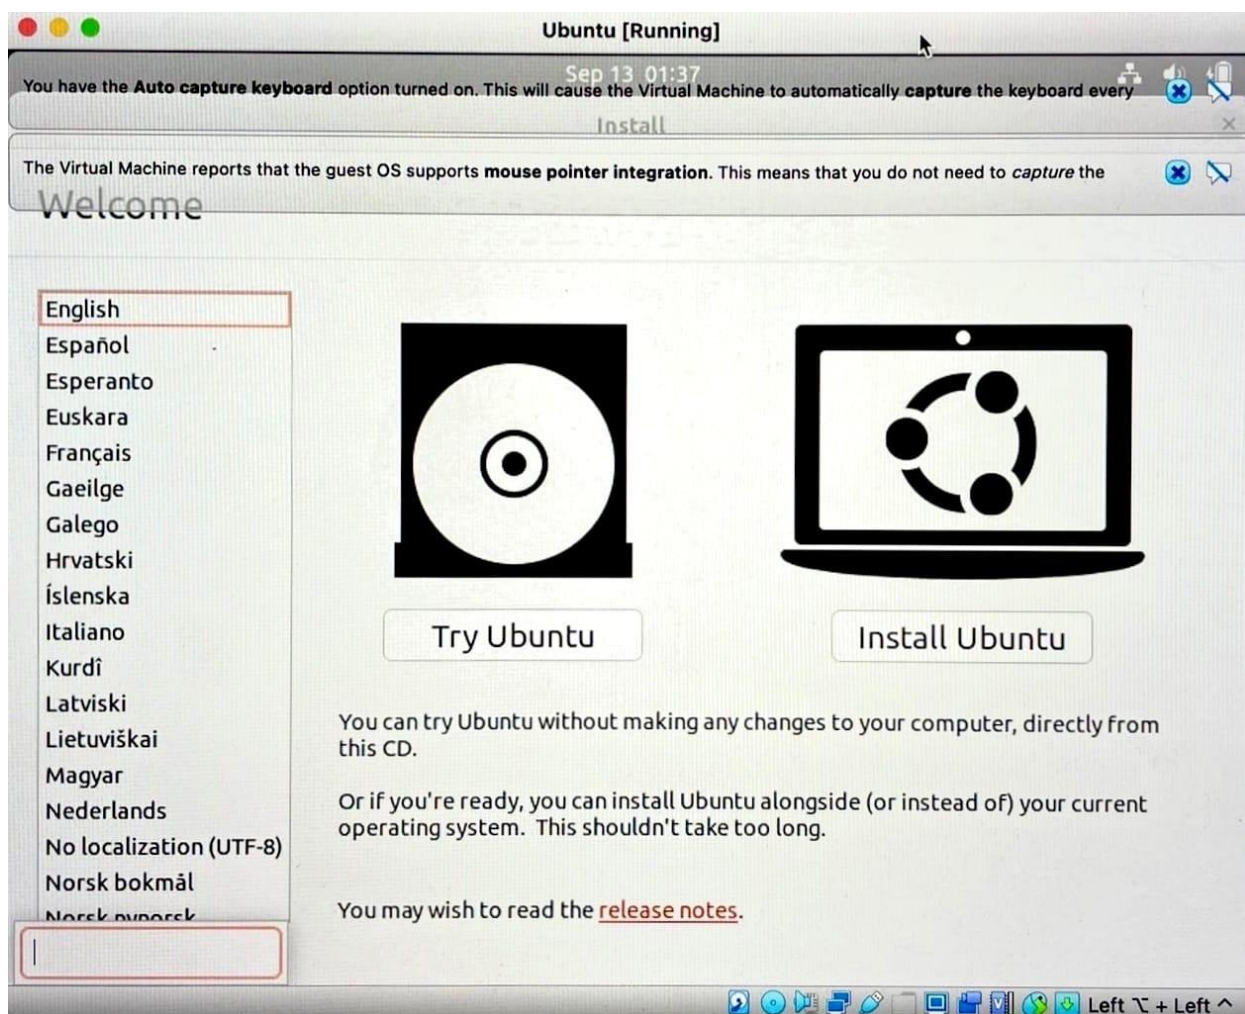 Ubuntu [Running]
Sep 13 01:37
You have the Auto capture keyboard option turned on. This will cause the Virtual Machine to automatically capture the keyboard every
Install
The Virtual Machine reports that the guest OS supports mouse pointer integration. This means that you do not need to capture the
Welcome
English
Español
Esperanto
Euskara
Français
Gaeilge
Galego
Hrvatski
Íslenska
Italiano
Kurdî
Latviski
Lietuviškai
Magyar
Nederlands
No localization (UTF-8)
Norsk bokmål
Norsk nynorsk
Try Ubuntu
Install Ubuntu
You can try Ubuntu without making any changes to your computer, directly from
this CD.
Or if you're ready, you can install Ubuntu alongside (or instead of) your current
operating system. This shouldn't take too long.
You may wish to read the release notes.
Left ⌥ + Left ^